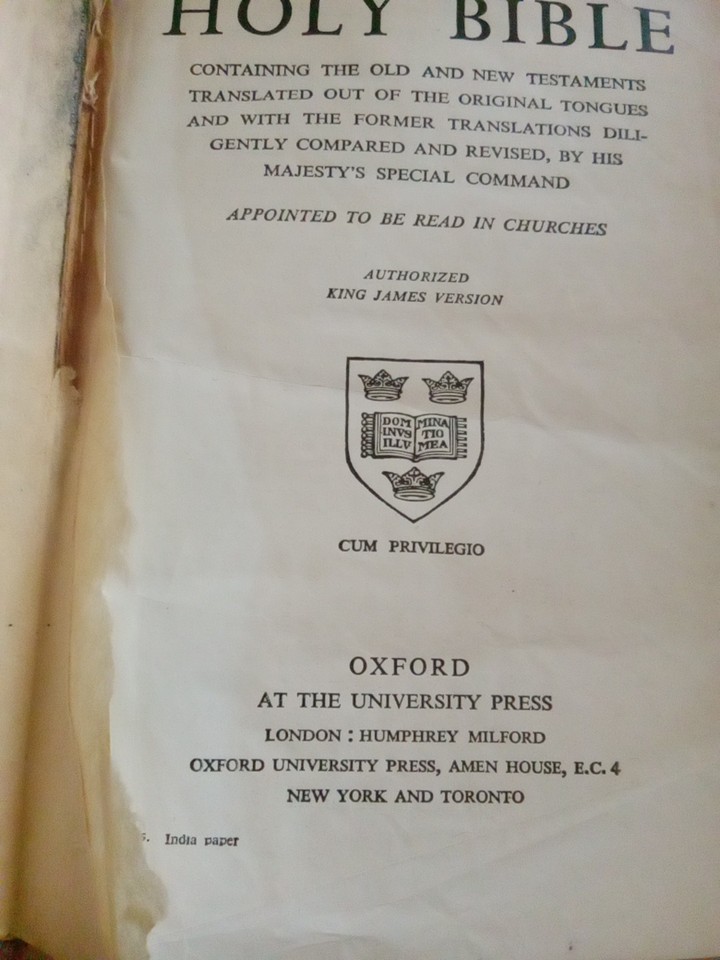 HOLY BIBLE
CONTAINING THE OLD AND NEW TESTAMENTS
TRANSLATED OUT OF THE ORIGINAL TONGUES
AND WITH THE FORMER TRANSLATIONS DILI-
GENTLY COMPARED AND REVISED, BY HIS
MAJESTY'S SPECIAL COMMAND
APPOINTED TO BE READ IN CHURCHES
AUTHORIZED
KING JAMES VERSION
DOM MINA
INVS TIO
ILLV MEA
CUM PRIVILEGIO
OXFORD
AT THE UNIVERSITY PRESS
LONDON : HUMPHREY MILFORD
OXFORD UNIVERSITY PRESS, AMEN HOUSE, E.C. 4
NEW YORK AND TORONTO
India paper